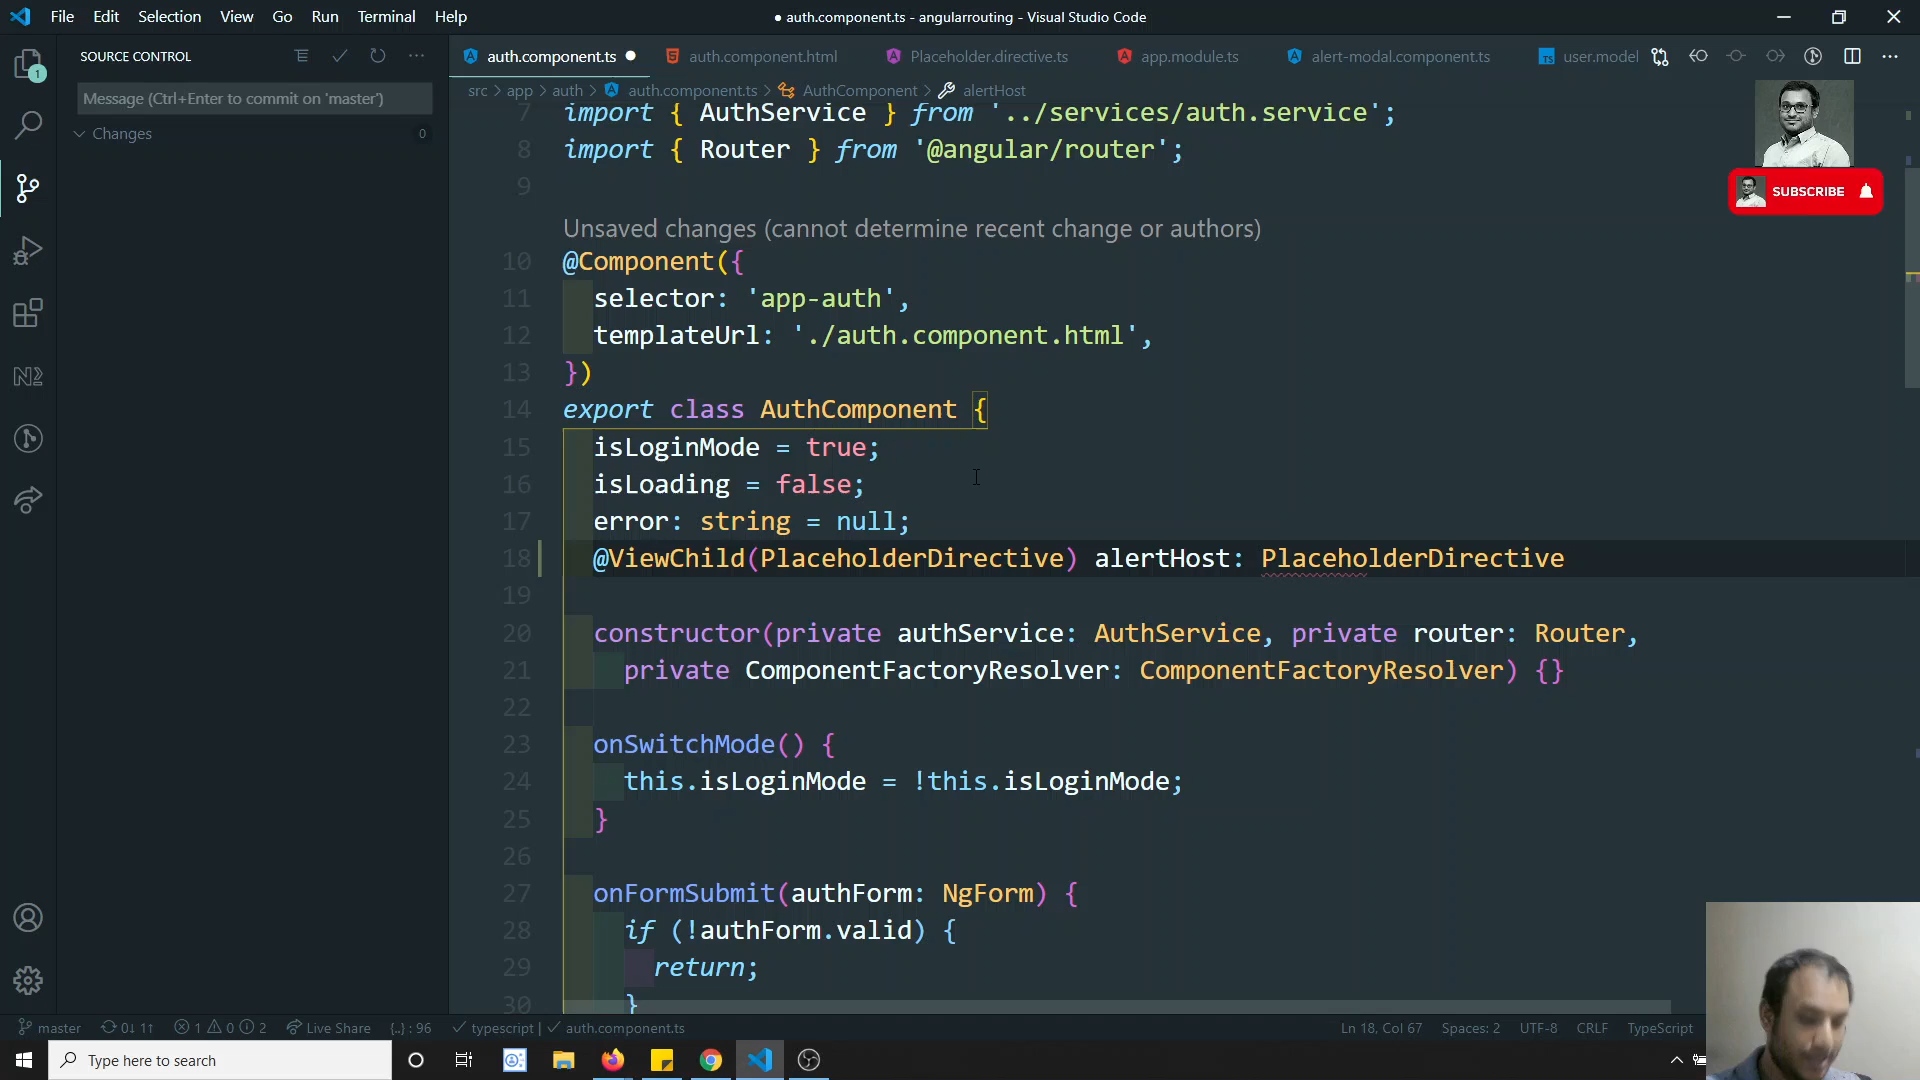 File Edit Selection View Go Run Terminal Help
● auth.component.ts - angularrouting - Visual Studio Code
SOURCE CONTROL
Message (Ctrl+Enter to commit on 'master')
Changes 0
1
auth.component.ts auth.component.html Placeholder.directive.ts app.module.ts alert-modal.component.ts TS user.model
src > app > auth > auth.component.ts > AuthComponent > alertHost
7 import { AuthService } from '../services/auth.service';
8 import { Router } from '@angular/router';
9
Unsaved changes (cannot determine recent change or authors)
10 @Component({
11 selector: 'app-auth',
12 templateUrl: './auth.component.html',
13 })
14 export class AuthComponent {
15 isLoginMode = true;
16 isLoading = false;
17 error: string = null;
18 @ViewChild(PlaceholderDirective) alertHost: PlaceholderDirective
19
20 constructor(private authService: AuthService, private router: Router,
21 private ComponentFactoryResolver: ComponentFactoryResolver) {}
22
23 onSwitchMode() {
24 this.isLoginMode = !this.isLoginMode;
25 }
26
27 onFormSubmit(authForm: NgForm) {
28 if (!authForm.valid) {
29 return;
30 }
SUBSCRIBE
master 0↓ 1↑ 1 0 2 Live Share {..} : 96 typescript | auth.component.ts
Ln 18, Col 67 Spaces: 2 UTF-8 CRLF TypeScript
Type here to search